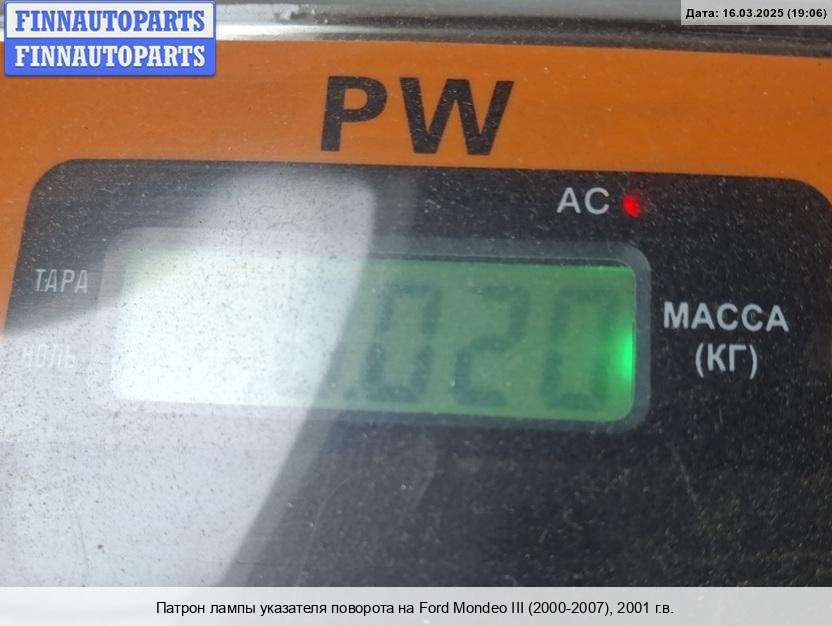 FINNAUTOPARTS
FINNAUTOPARTS
Дата: 16.03.2025 (19:06)
PW
AC
ТАРА
МАССА
НОЛЬ
(КГ)
Патрон лампы указателя поворота на Ford Mondeo III (2000-2007), 2001 г.в.